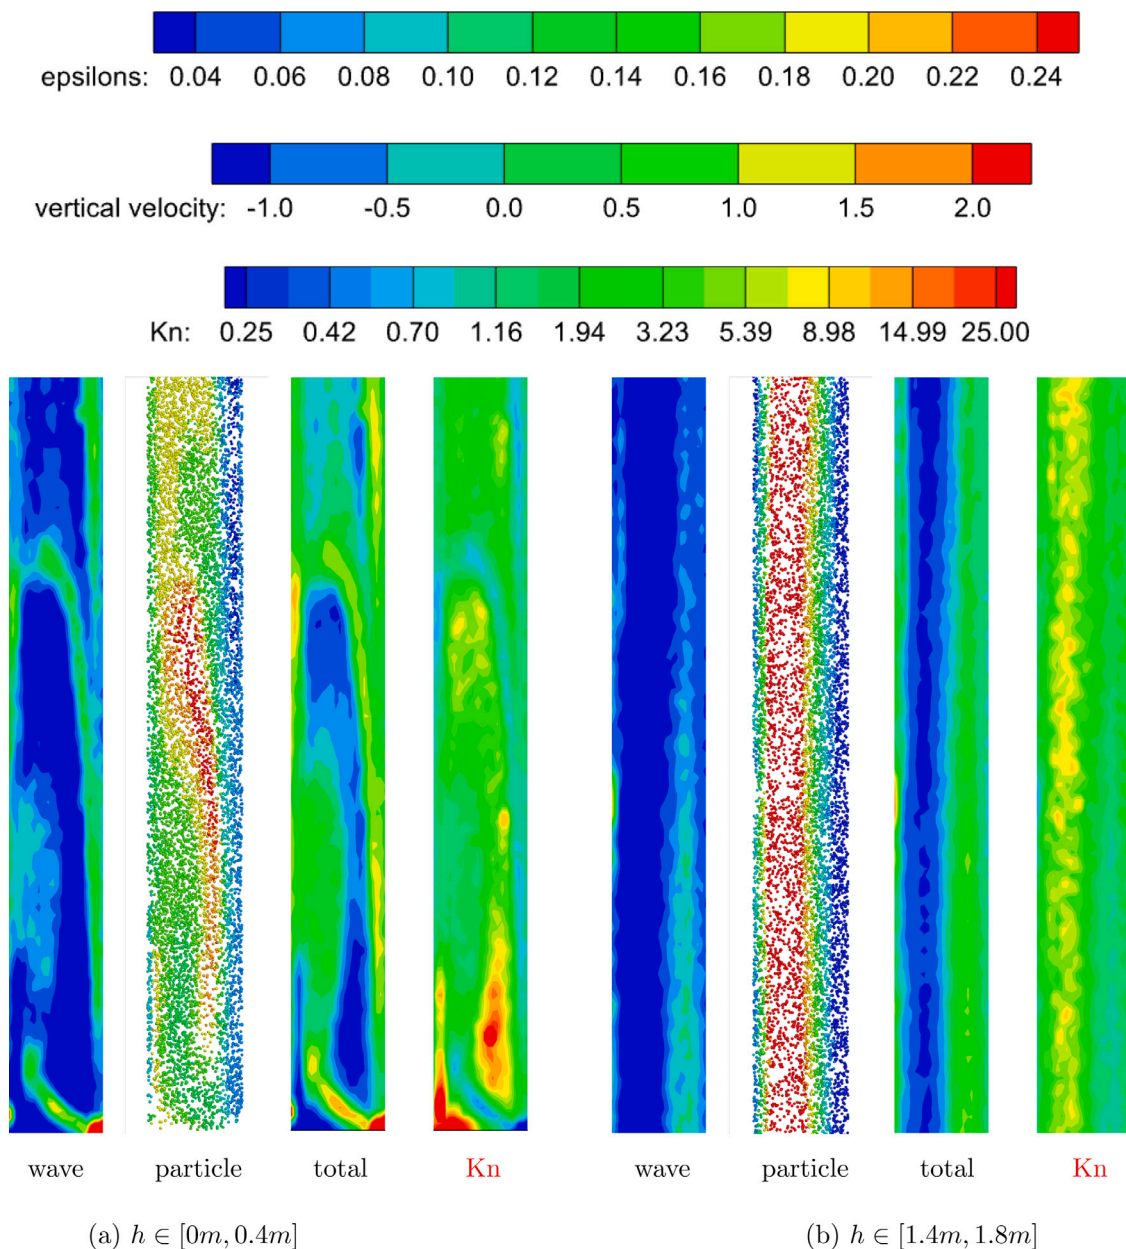 epsilons: 0.04 0.06 0.08 0.10 0.12 0.14 0.16 0.18 0.20 0.22 0.24
vertical velocity: -1.0 -0.5 0.0 0.5 1.0 1.5 2.0
Kn: 0.25 0.42 0.70 1.16 1.94 3.23 5.39 8.98 14.99 25.00
wave particle total Kn wave particle total Kn
(a) h ∈ [0m, 0.4m] (b) h ∈ [1.4m, 1.8m]